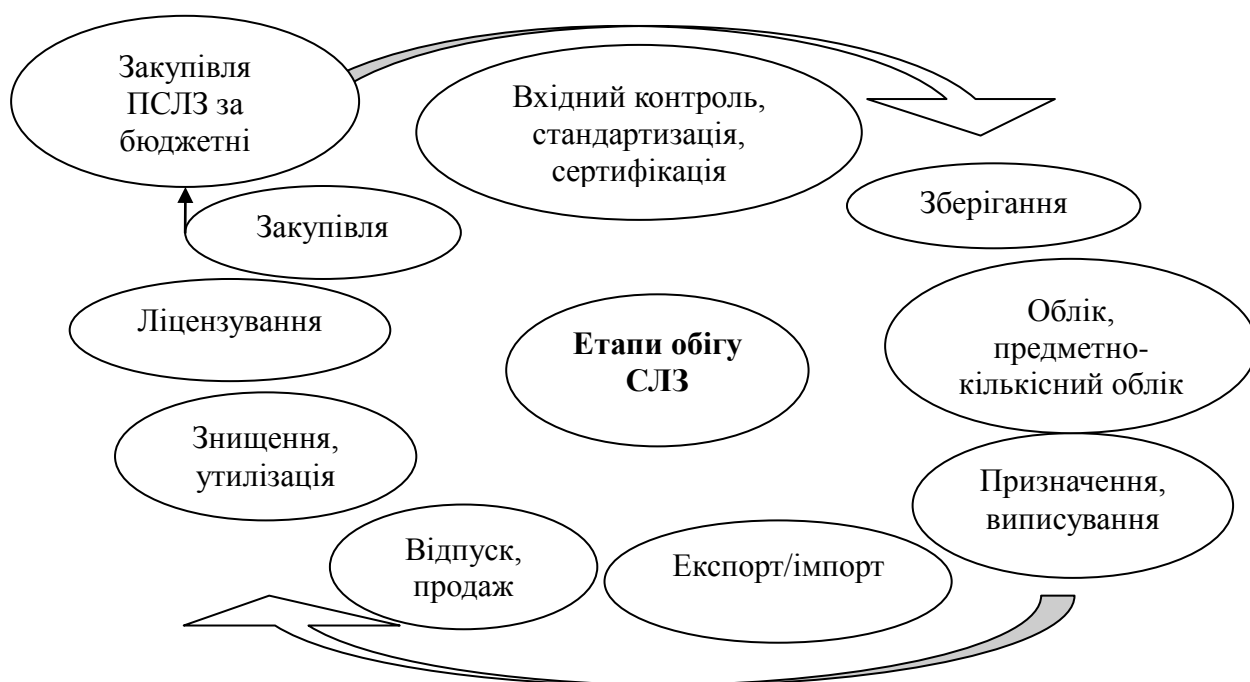 Закупівля
ПСЛЗ за
бюджетні
Вхідний контроль,
стандартизація,
сертифікація
Зберігання
Закупівля
Ліцензування
Етапи обігу
СЛЗ
Облік,
предметно-
кількісний облік
Знищення,
утилізація
Призначення,
виписування
Відпуск,
продаж
Експорт/імпорт